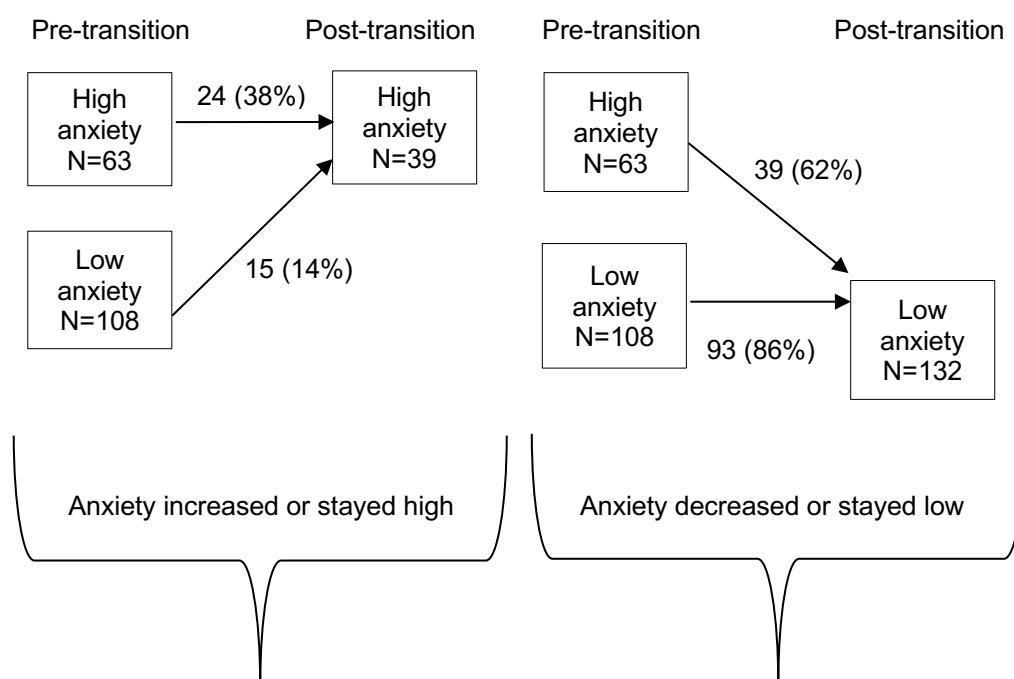 Pre-transition
Post-transition
High
anxiety
N=63
24 (38%)
High
anxiety
N=39
Low
anxiety
N=108
15 (14%)
Anxiety increased or stayed high
Pre-transition
Post-transition
High
anxiety
N=63
39 (62%)
Low
anxiety
N=108
93 (86%)
Low
anxiety
N=132
Anxiety decreased or stayed low